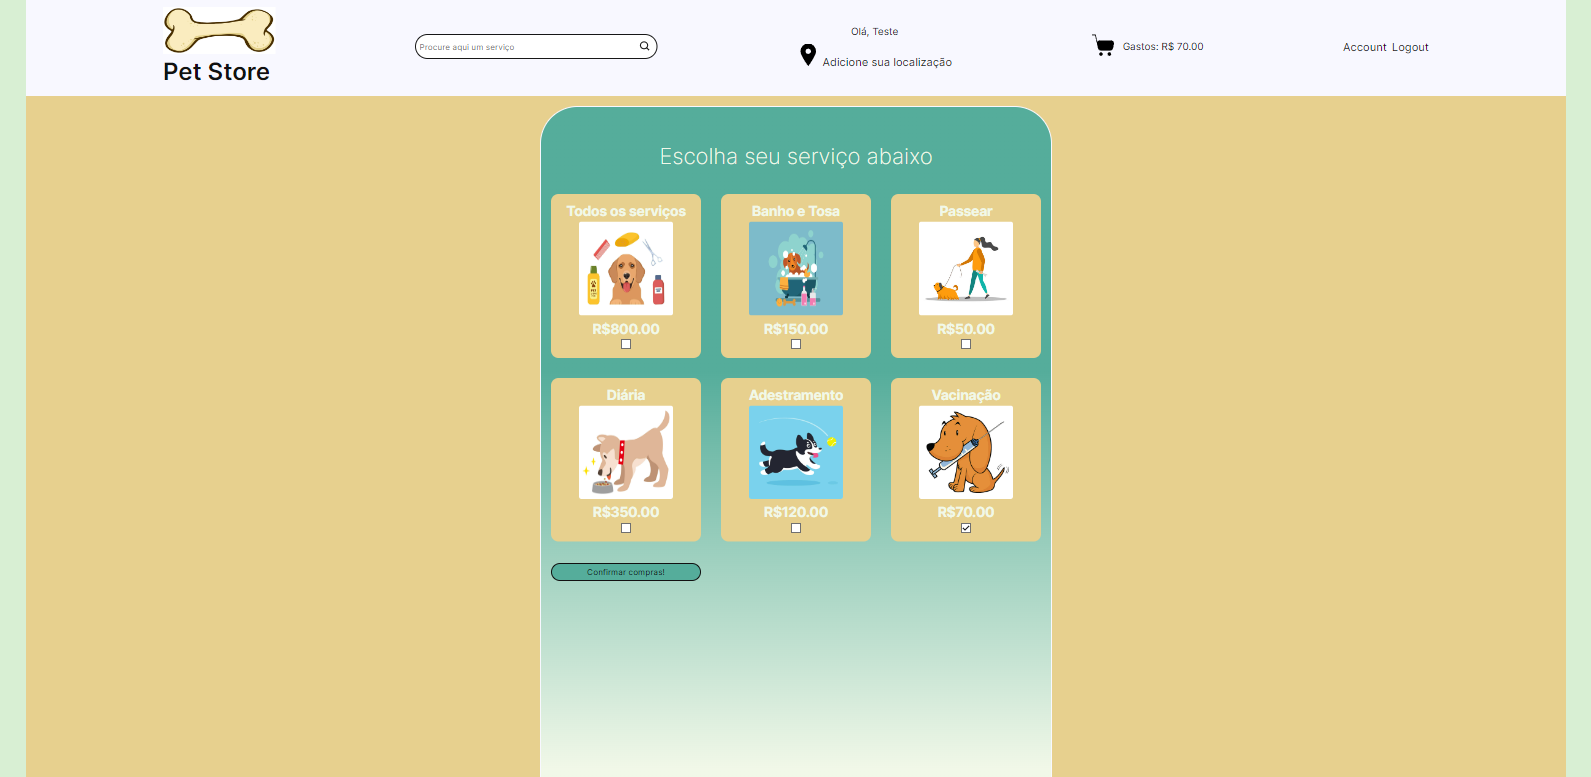 Pet Store
Procure aqui um serviço
Olá, Teste
Adicione sua localização
Gastos: R$ 70.00
Account Logout
Escolha seu serviço abaixo
Todos os serviços
R$800.00
Banho e Tosa
R$150.00
Passear
R$50.00
Diária
R$350.00
Adestramento
R$120.00
Vacinação
R$70.00
Confirmar compras!